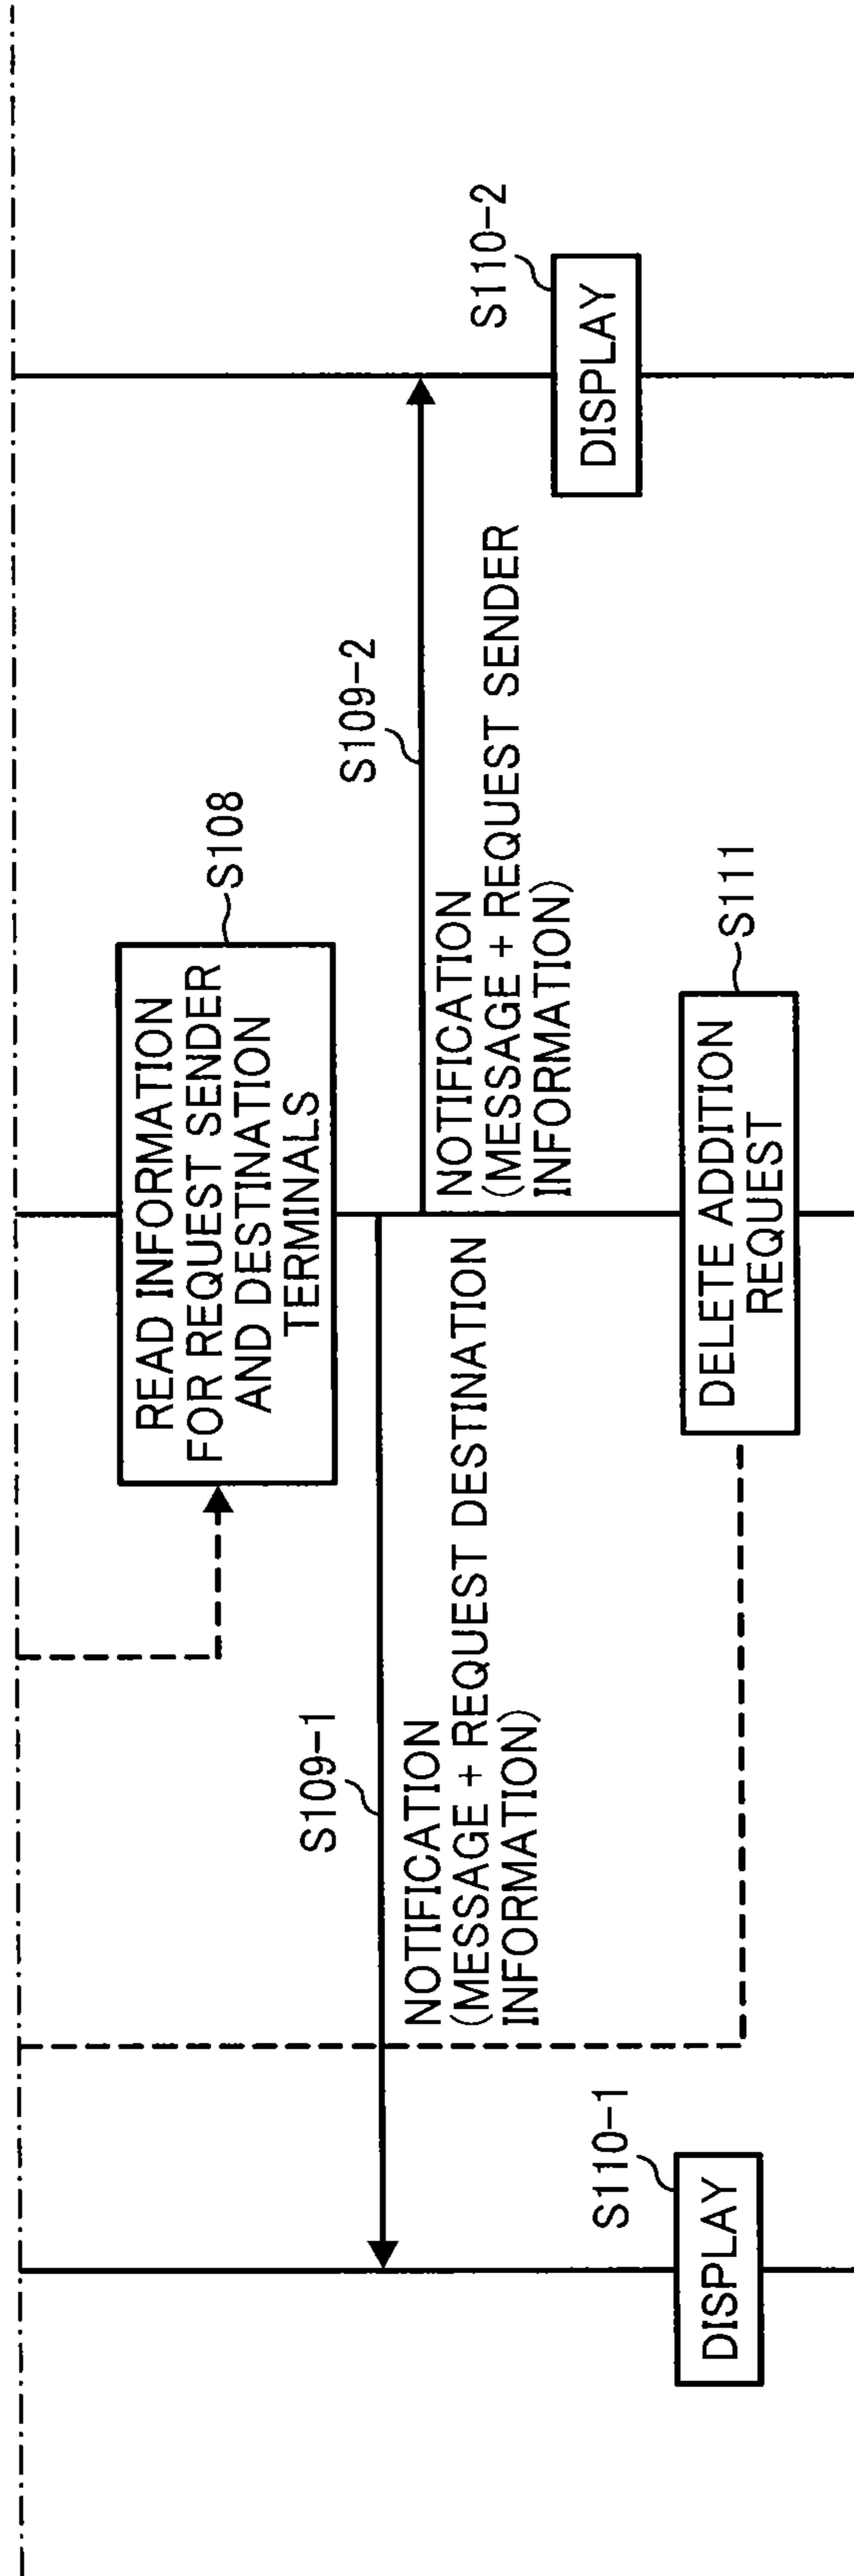 S108
READ INFORMATION
FOR REQUEST SENDER
AND DESTINATION
TERMINALS
S109-1
NOTIFICATION
(MESSAGE + REQUEST DESTINATION
INFORMATION)
S109-2
NOTIFICATION
(MESSAGE + REQUEST SENDER
INFORMATION)
S110-1
DISPLAY
S110-2
DISPLAY
S111
DELETE ADDITION
REQUEST